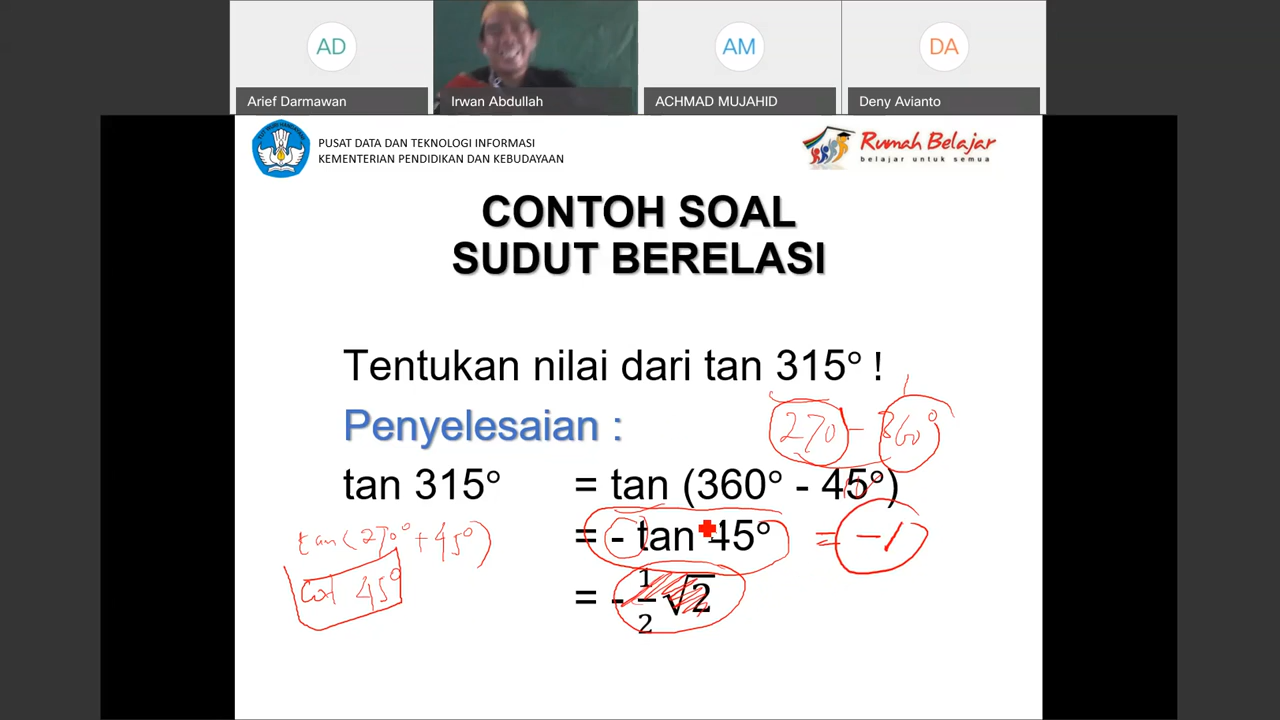 AD
AM
DA
Arief Darmawan
Irwan Abdullah
ACHMAD MUJAHID
Deny Avianto
PUSAT DATA DAN TEKNOLOGI INFORMASI
KEMENTERIAN PENDIDIKAN DAN KEBUDAYAAN
Rumah Belajar
belajar untuk semua
CONTOH SOAL
SUDUT BERELASI
Tentukan nilai dari tan 315° !
Penyelesaian :
270 - 360°
tan 315° = tan (360° - 45°)
= - tan 45° = -1
tan (270° + 45°)
cot 45°
= - 1/2 √2